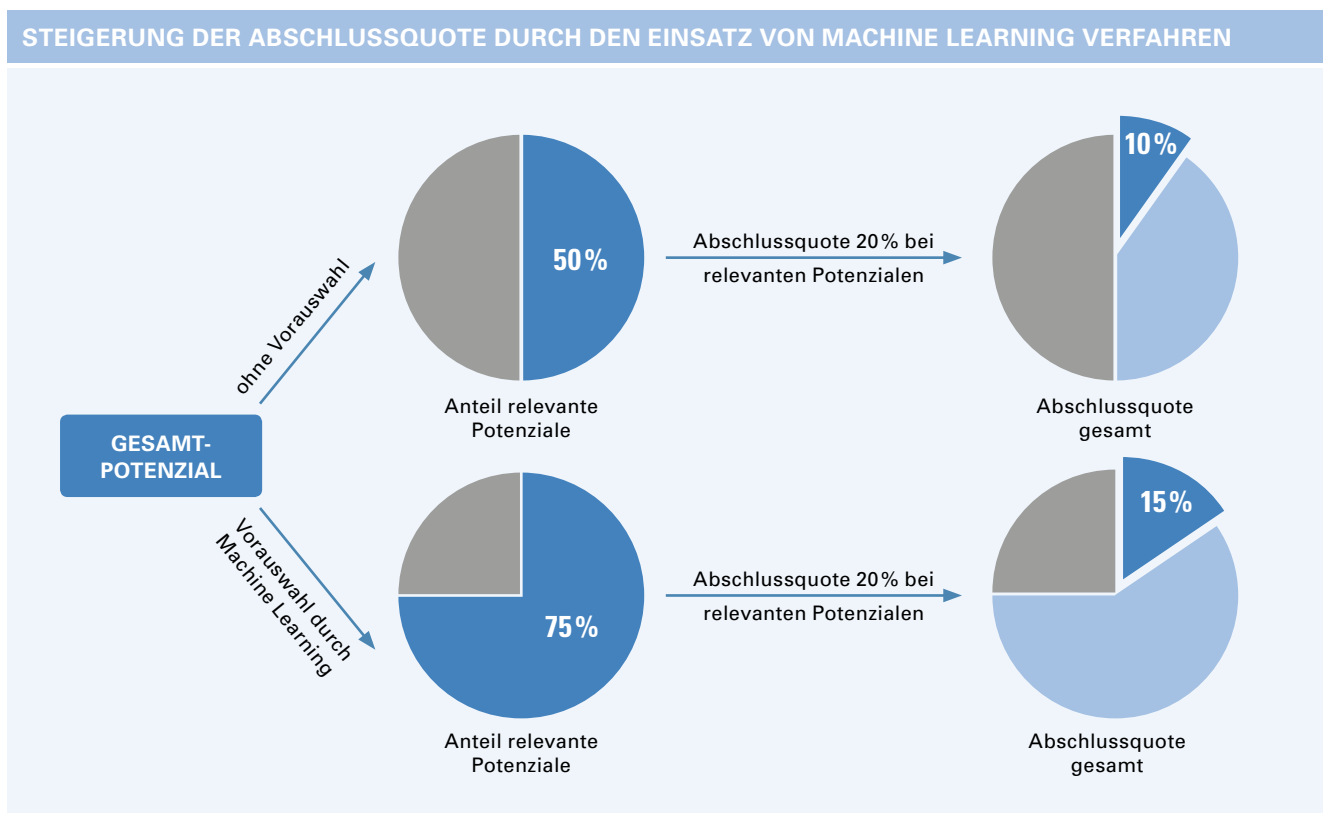 STEIGERUNG DER ABSCHLUSSQUOTE DURCH DEN EINSATZ VON MACHINE LEARNING VERFAHREN
ohne Vorauswahl
50%
Anteil relevante
Potenziale
Abschlussquote 20% bei
relevanten Potenzialen
10%
Abschlussquote
gesamt
GESAMT-
POTENZIAL
Vorauswahl durch
Machine Learning
75%
Anteil relevante
Potenziale
Abschlussquote 20% bei
relevanten Potenzialen
15%
Abschlussquote
gesamt